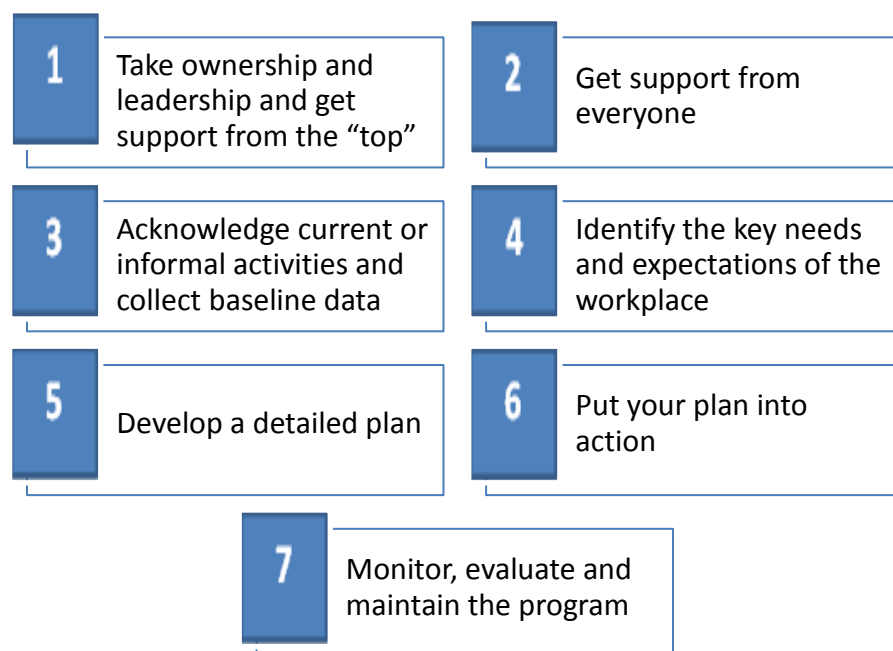 1
Take ownership and
leadership and get
support from the “top”
2
Get support from
everyone
3
Acknowledge current or
informal activities and
collect baseline data
4
Identify the key needs
and expectations of the
workplace
5
Develop a detailed plan
6
Put your plan into
action
7
Monitor, evaluate and
maintain the program